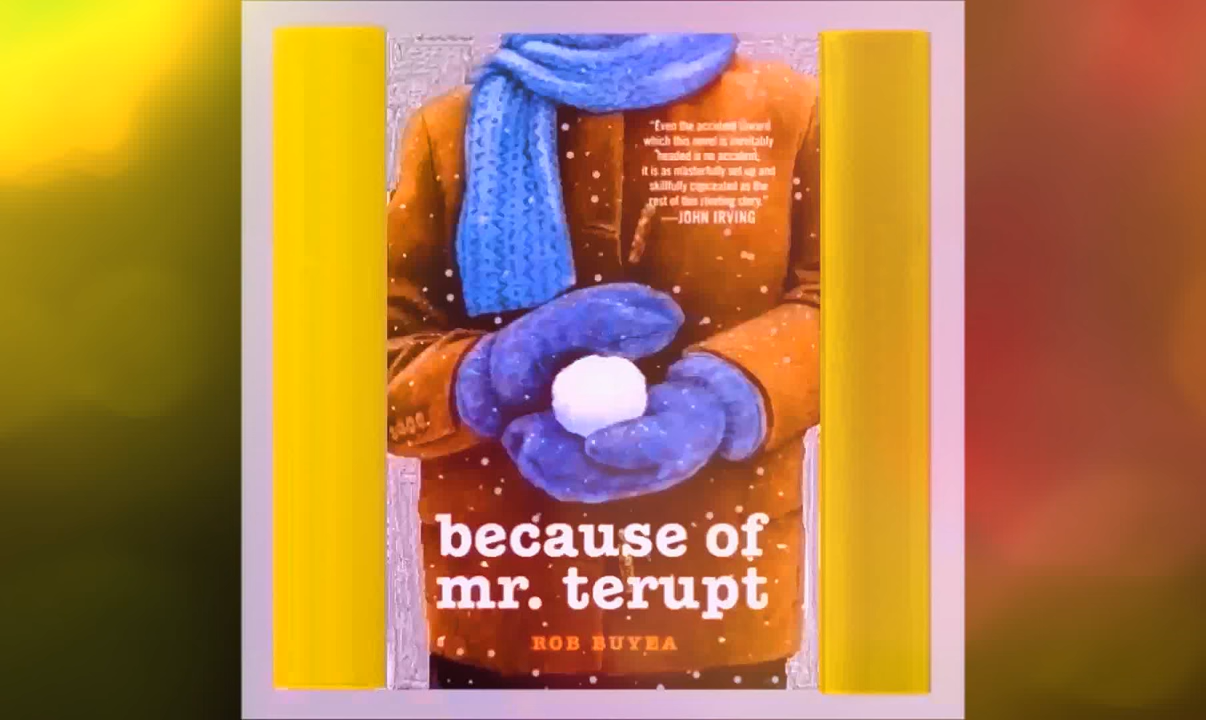 "Even the accident toward
which this novel is inevitably
headed is no accident;
it is as masterfully set up and
skillfully concealed as the
rest of this riveting story."
—JOHN IRVING
because of
mr. terupt
ROB BUYEA